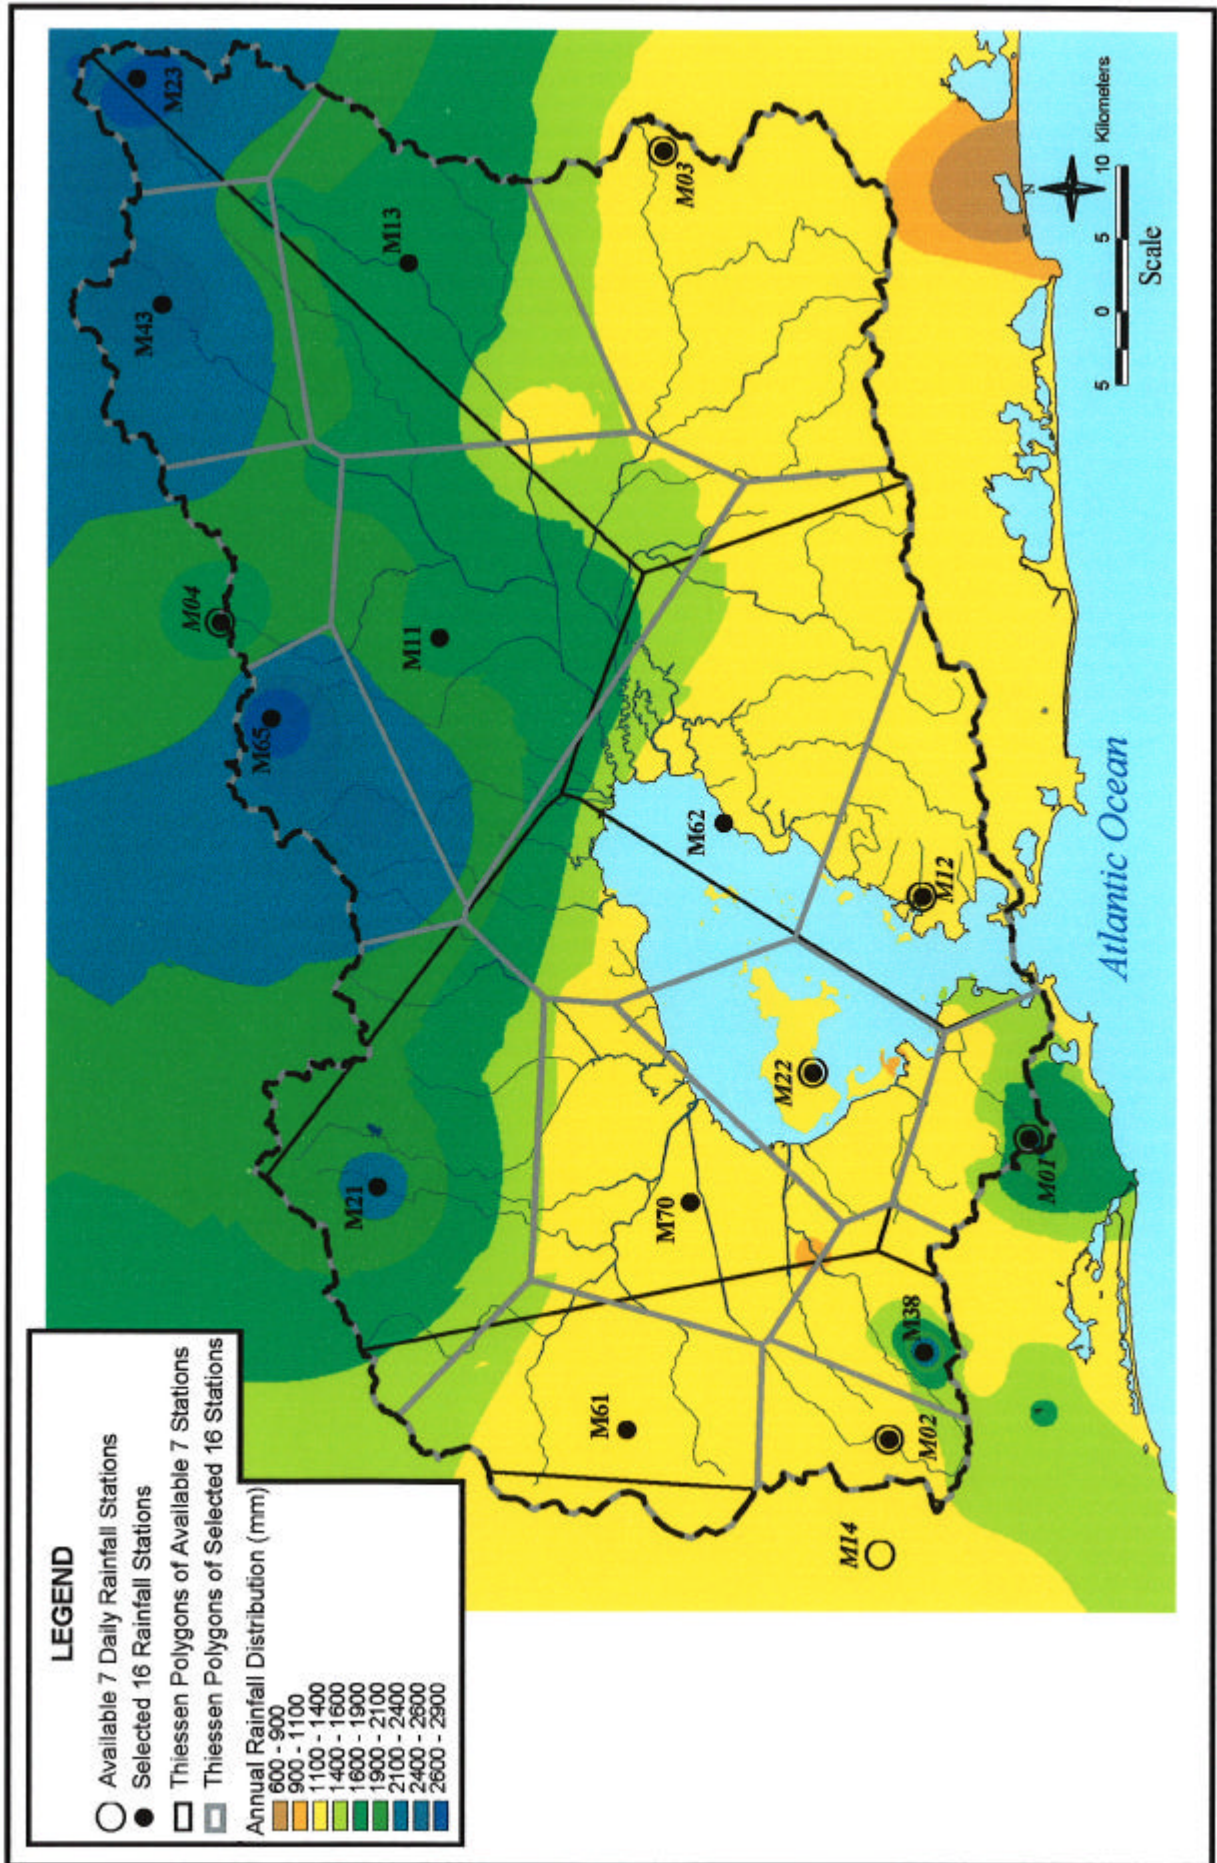 LEGEND
Available 7 Daily Rainfall Stations
Selected 16 Rainfall Stations
Thiessen Polygons of Available 7 Stations
Thiessen Polygons of Selected 16 Stations
Annual Rainfall Distribution (mm)
600 - 900
900 - 1100
1100 - 1400
1400 - 1600
1600 - 1900
1900 - 2100
2100 - 2400
2400 - 2600
2600 - 2900
M21
M65
M04
M43
M23
M61
M70
M11
M13
M14
M02
M38
M22
M62
M03
M01
M12
Atlantic Ocean
N
5 0 5 10 Kilometers
Scale